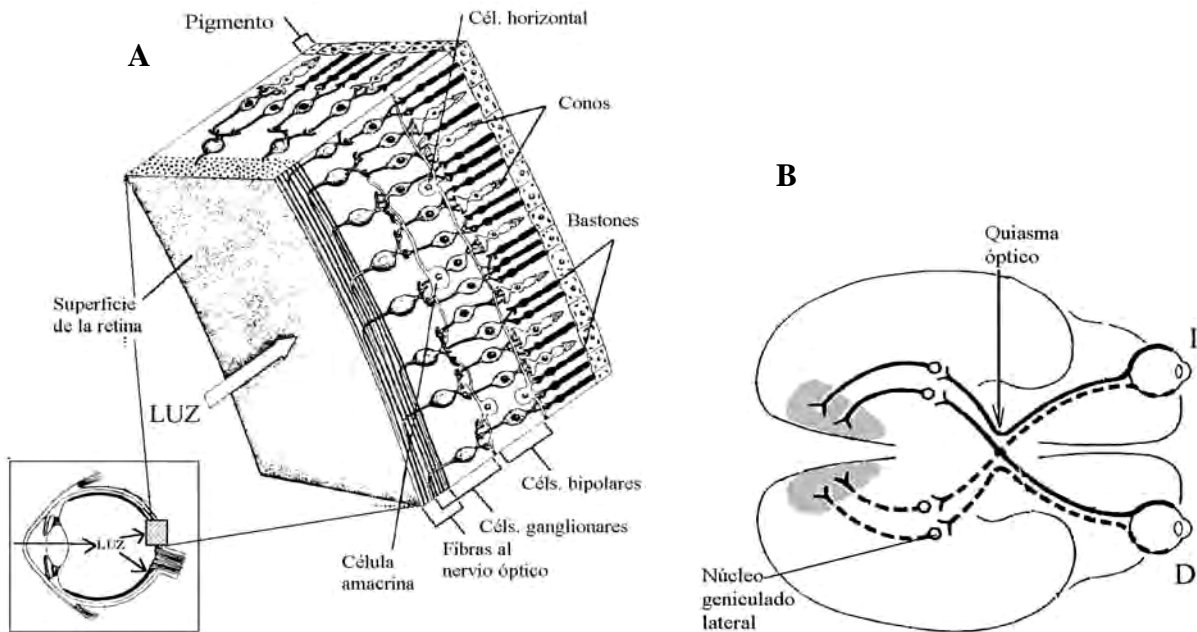 A
Pigmento
Cél. horizontal
Conos
Bastones
Superficie
de la retina
LUZ
Céls. bipolares
Céls. ganglionares
Fibras al
nervio óptico
Célula
amacrina
LUZ
B
Quiasma
óptico
I
D
Núcleo
geniculado
lateral